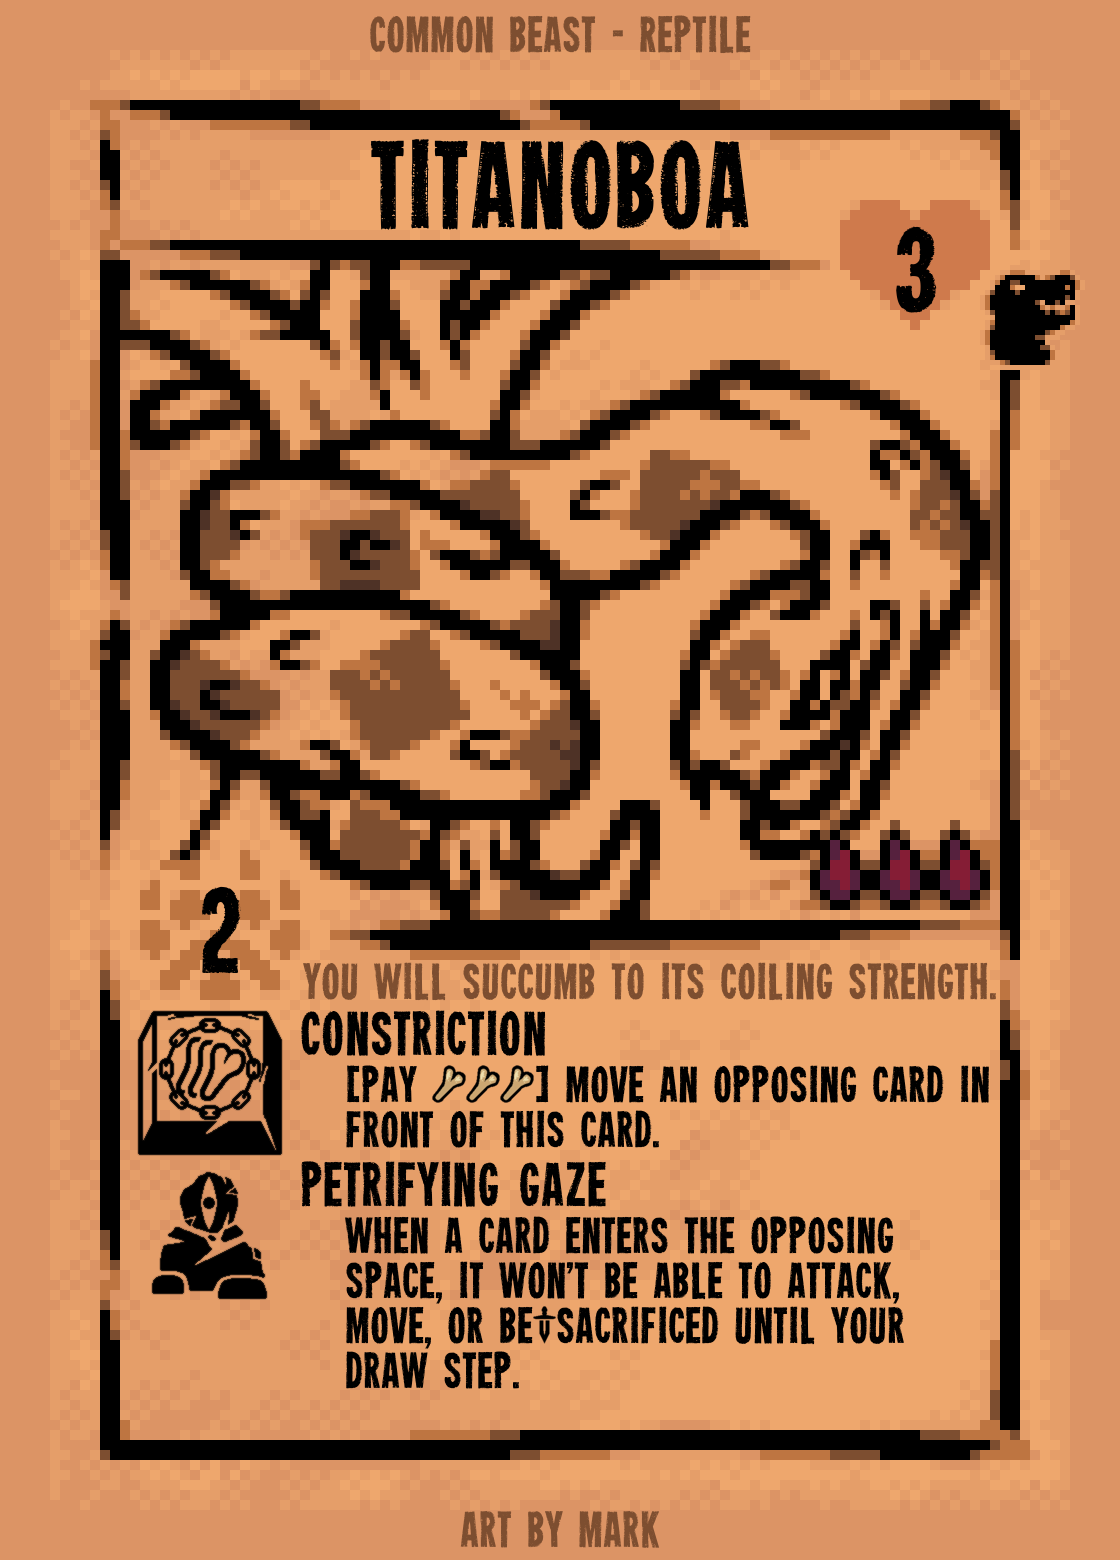 COMMON BEAST - REPTILE
TITANOBOA
3
2
YOU WILL SUCCUMB TO ITS COILING STRENGTH.
CONSTRICTION
[PAY ] MOVE AN OPPOSING CARD IN
FRONT OF THIS CARD.
PETRIFYING GAZE
WHEN A CARD ENTERS THE OPPOSING
SPACE, IT WON'T BE ABLE TO ATTACK,
MOVE, OR BE SACRIFICED UNTIL YOUR
DRAW STEP.
ART BY MARK